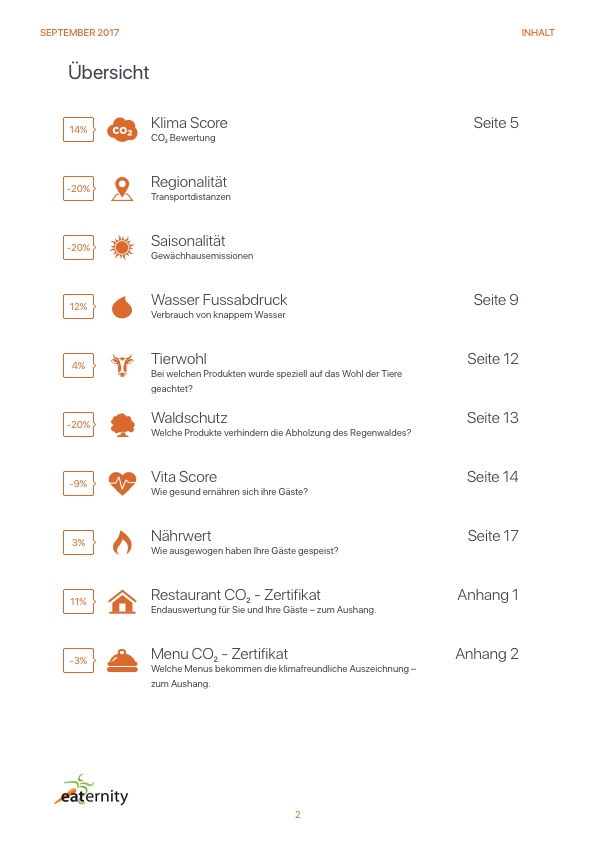 SEPTEMBER 2017 INHALT
Übersicht
14% CO₂ Klima Score Seite 5
CO₂ Bewertung
-20% Regionalität
Transportdistanzen
-20% Saisonalität
Gewächhausemissionen
12% Wasser Fussabdruck Seite 9
Verbrauch von knappem Wasser
4% Tierwohl Seite 12
Bei welchen Produkten wurde speziell auf das Wohl der Tiere
geachtet?
-20% Waldschutz Seite 13
Welche Produkte verhindern die Abholzung des Regenwaldes?
-9% Vita Score Seite 14
Wie gesund ernähren sich ihre Gäste?
3% Nährwert Seite 17
Wie ausgewogen haben Ihre Gäste gespeist?
11% Restaurant CO₂ - Zertifikat Anhang 1
Endauswertung für Sie und Ihre Gäste – zum Aushang.
-3% Menu CO₂ - Zertifikat Anhang 2
Welche Menus bekommen die klimafreundliche Auszeichnung –
zum Aushang.
eaternity
2